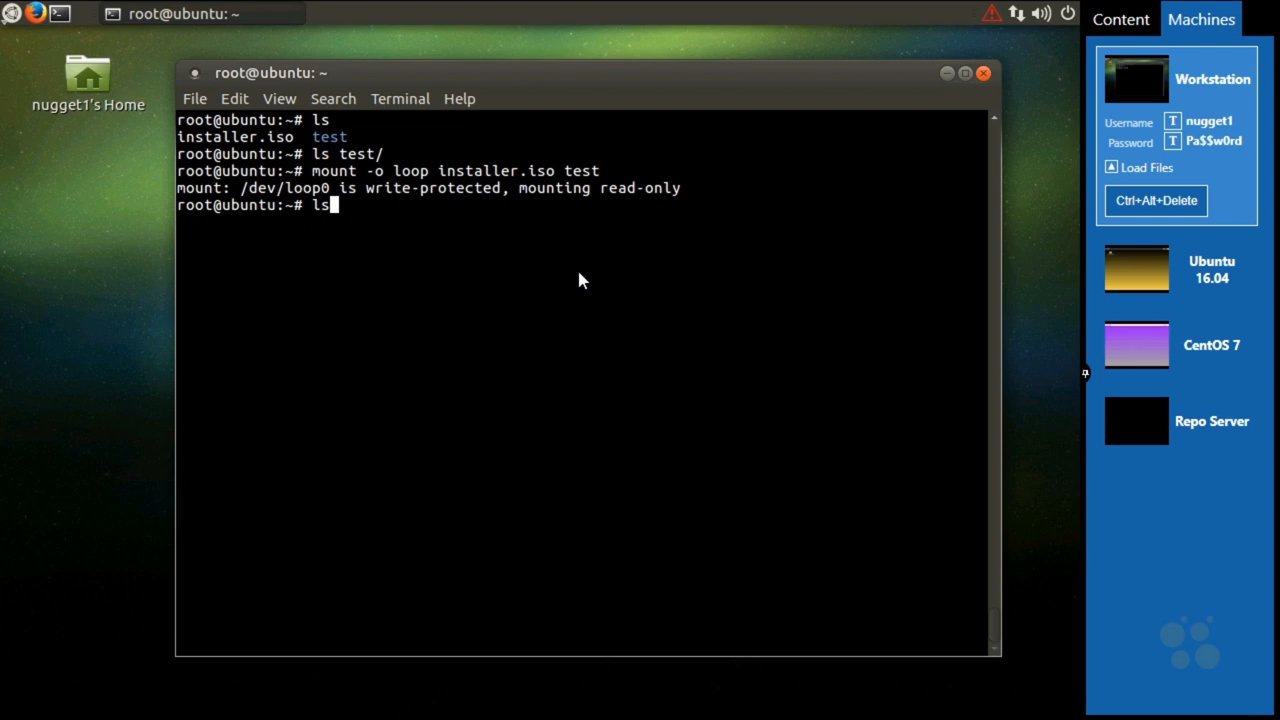 root@ubuntu: ~
Content
Machines
nugget1's Home
root@ubuntu: ~
File Edit View Search Terminal Help
root@ubuntu:~# ls
installer.iso test
root@ubuntu:~# ls test/
root@ubuntu:~# mount -o loop installer.iso test
mount: /dev/loop0 is write-protected, mounting read-only
root@ubuntu:~# ls
Workstation
Username T nugget1
Password T Pa$$w0rd
Load Files
Ctrl+Alt+Delete
Ubuntu
16.04
CentOS 7
Repo Server